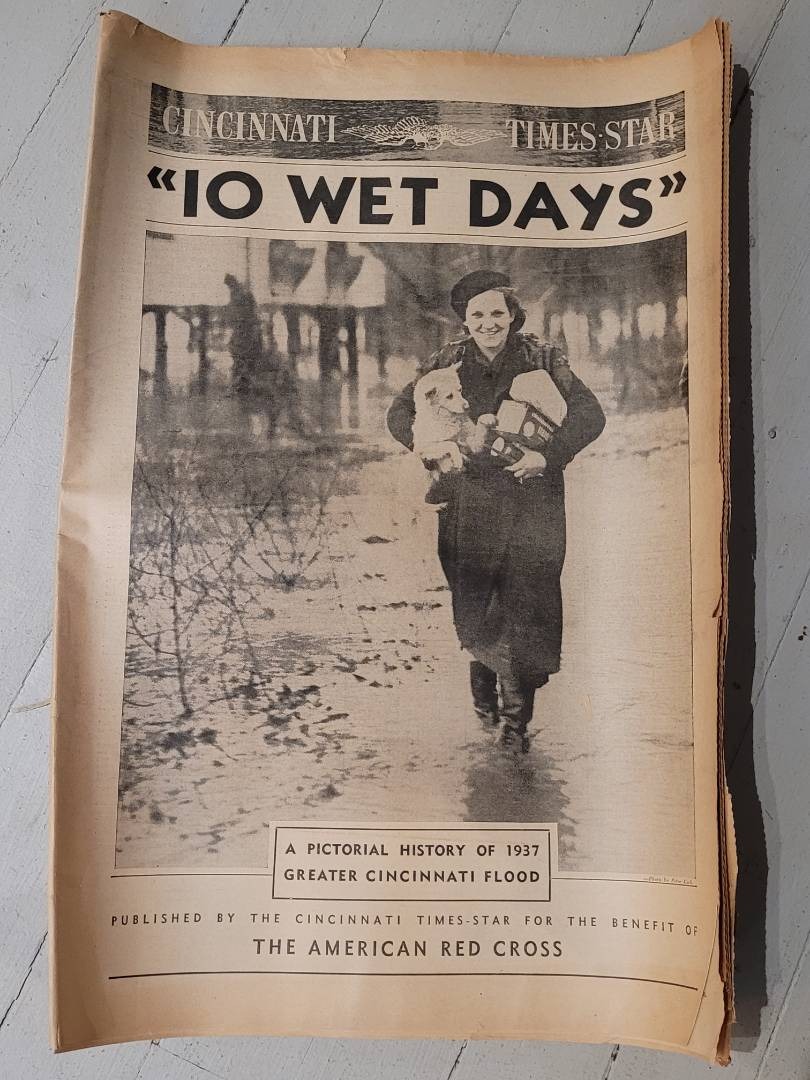 CINCINNATI TIMES-STAR
"10 WET DAYS"
A PICTORIAL HISTORY OF 1937
GREATER CINCINNATI FLOOD
PUBLISHED BY THE CINCINNATI TIMES-STAR FOR THE BENEFIT OF
THE AMERICAN RED CROSS